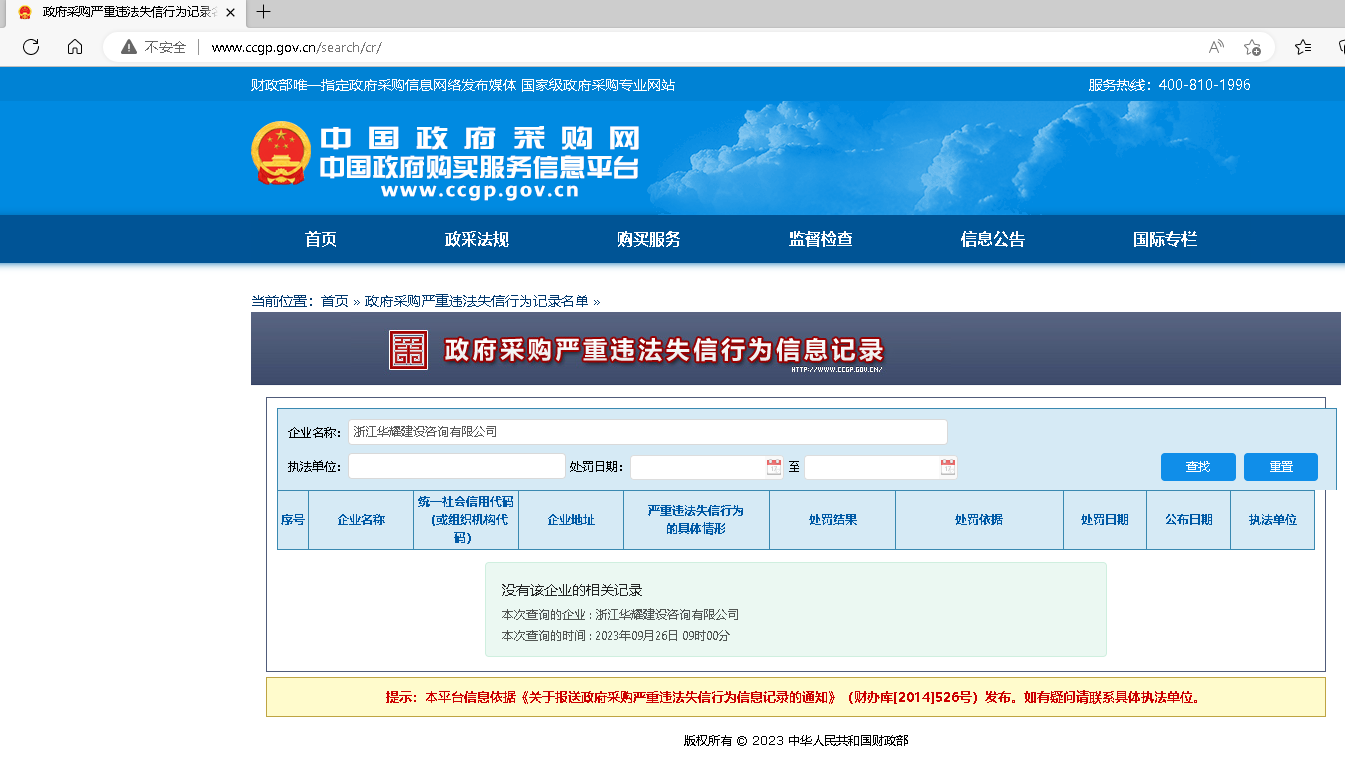 政府采购严重违法失信行为记录名
不安全 www.ccgp.gov.cn/search/cr/
财政部唯一指定政府采购信息网络发布媒体 国家级政府采购专业网站 服务热线：400-810-1996
中国政府采购网
中国政府购买服务信息平台
www.ccgp.gov.cn
首页 政采法规 购买服务 监督检查 信息公告 国际专栏
当前位置：首页 » 政府采购严重违法失信行为记录名单 »
政府采购严重违法失信行为信息记录
HTTP://WWW.CCGP.GOV.CN/
企业名称： 浙江华耀建设咨询有限公司
执法单位： 处罚日期： 至 查找 重置
序号 企业名称 统一社会信用代码（或组织机构代码） 企业地址 严重违法失信行为的具体情形 处罚结果 处罚依据 处罚日期 公布日期 执法单位
没有该企业的相关记录
本次查询的企业 : 浙江华耀建设咨询有限公司
本次查询的时间 : 2023年09月26日 09时00分
提示：本平台信息依据《关于报送政府采购严重违法失信行为信息记录的通知》（财办库[2014]526号）发布。如有疑问请联系具体执法单位。
版权所有 © 2023 中华人民共和国财政部